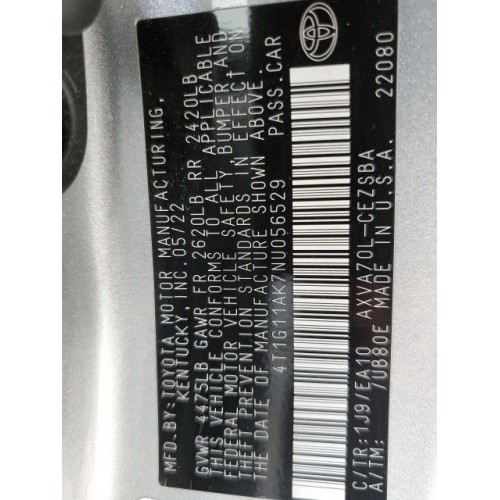 MFD.BY: TOYOTA MOTOR MANUFACTURING,
KENTUCKY, INC. 05/22
GVWR 4475LB GAWR FR 2620LB RR 2420LB
THIS VEHICLE CONFORMS TO ALL APPLICABLE
FEDERAL MOTOR VEHICLE SAFETY, BUMPER, AND
THEFT PREVENTION STANDARDS IN EFFECT ON
THE DATE OF MANUFACTURE SHOWN ABOVE.
4T1G11AK7NU056529 PASS.CAR
C/TR: 1J9/EA10 AXVA70L-CEZSBA 22080
A/TM: /UB80E MADE IN U.S.A.